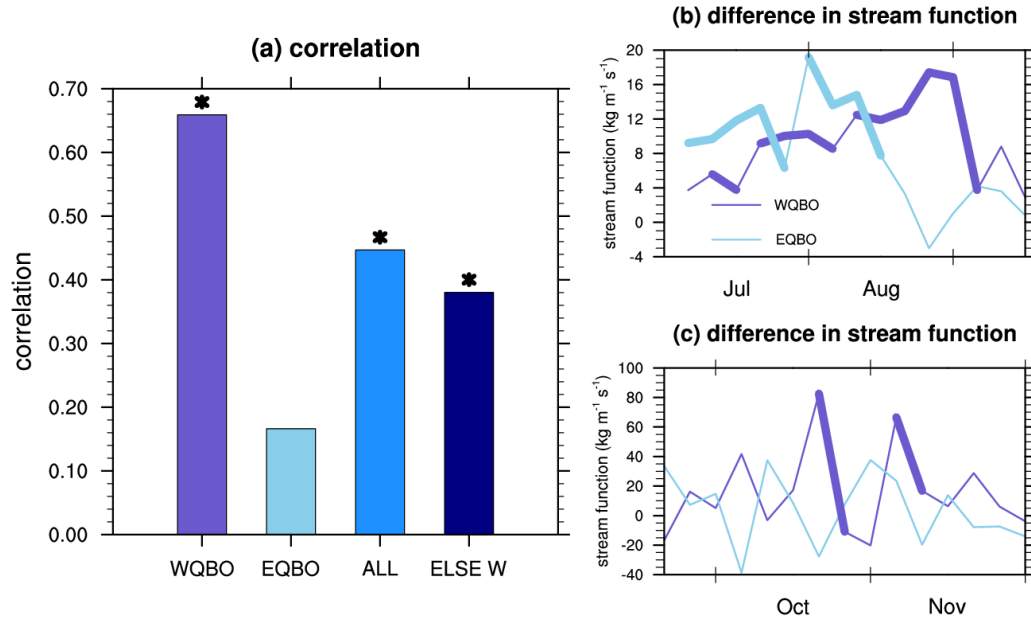 (a) correlation
correlation
0.70
0.60
0.50
0.40
0.30
0.20
0.10
0.00
*
*
*
WQBO EQBO ALL ELSE W
(b) difference in stream function
stream function (kg m⁻¹ s⁻¹)
20
16
12
8
4
0
-4
WQBO
EQBO
Jul Aug
(c) difference in stream function
stream function (kg m⁻¹ s⁻¹)
100
80
60
40
20
0
-20
-40
Oct Nov